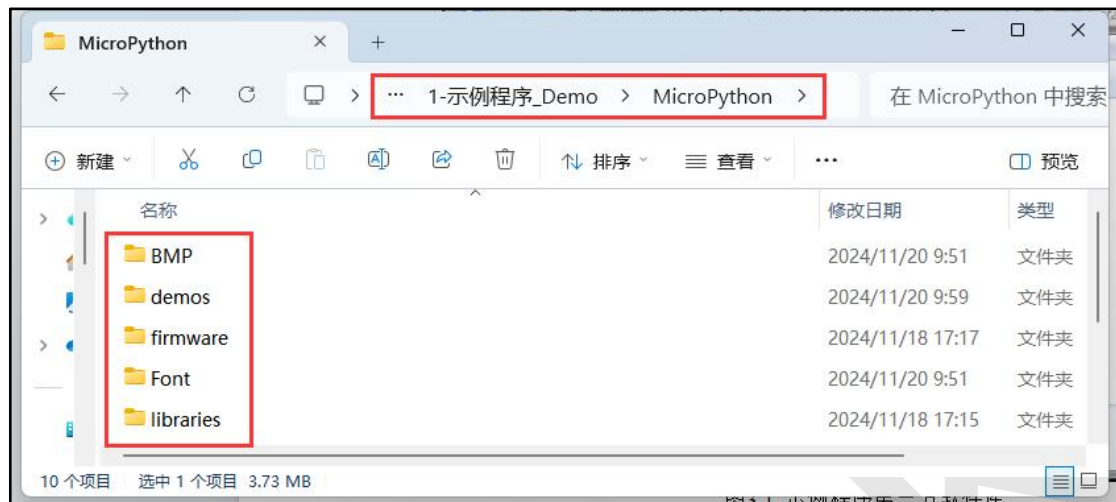 MicroPython
… 1-示例程序_Demo > MicroPython > 在 MicroPython 中搜索
新建 排序 查看 … 预览
名称 修改日期 类型
BMP 2024/11/20 9:51 文件夹
demos 2024/11/20 9:59 文件夹
firmware 2024/11/18 17:17 文件夹
Font 2024/11/20 9:51 文件夹
libraries 2024/11/18 17:15 文件夹
10 个项目 选中 1 个项目 3.73 MB